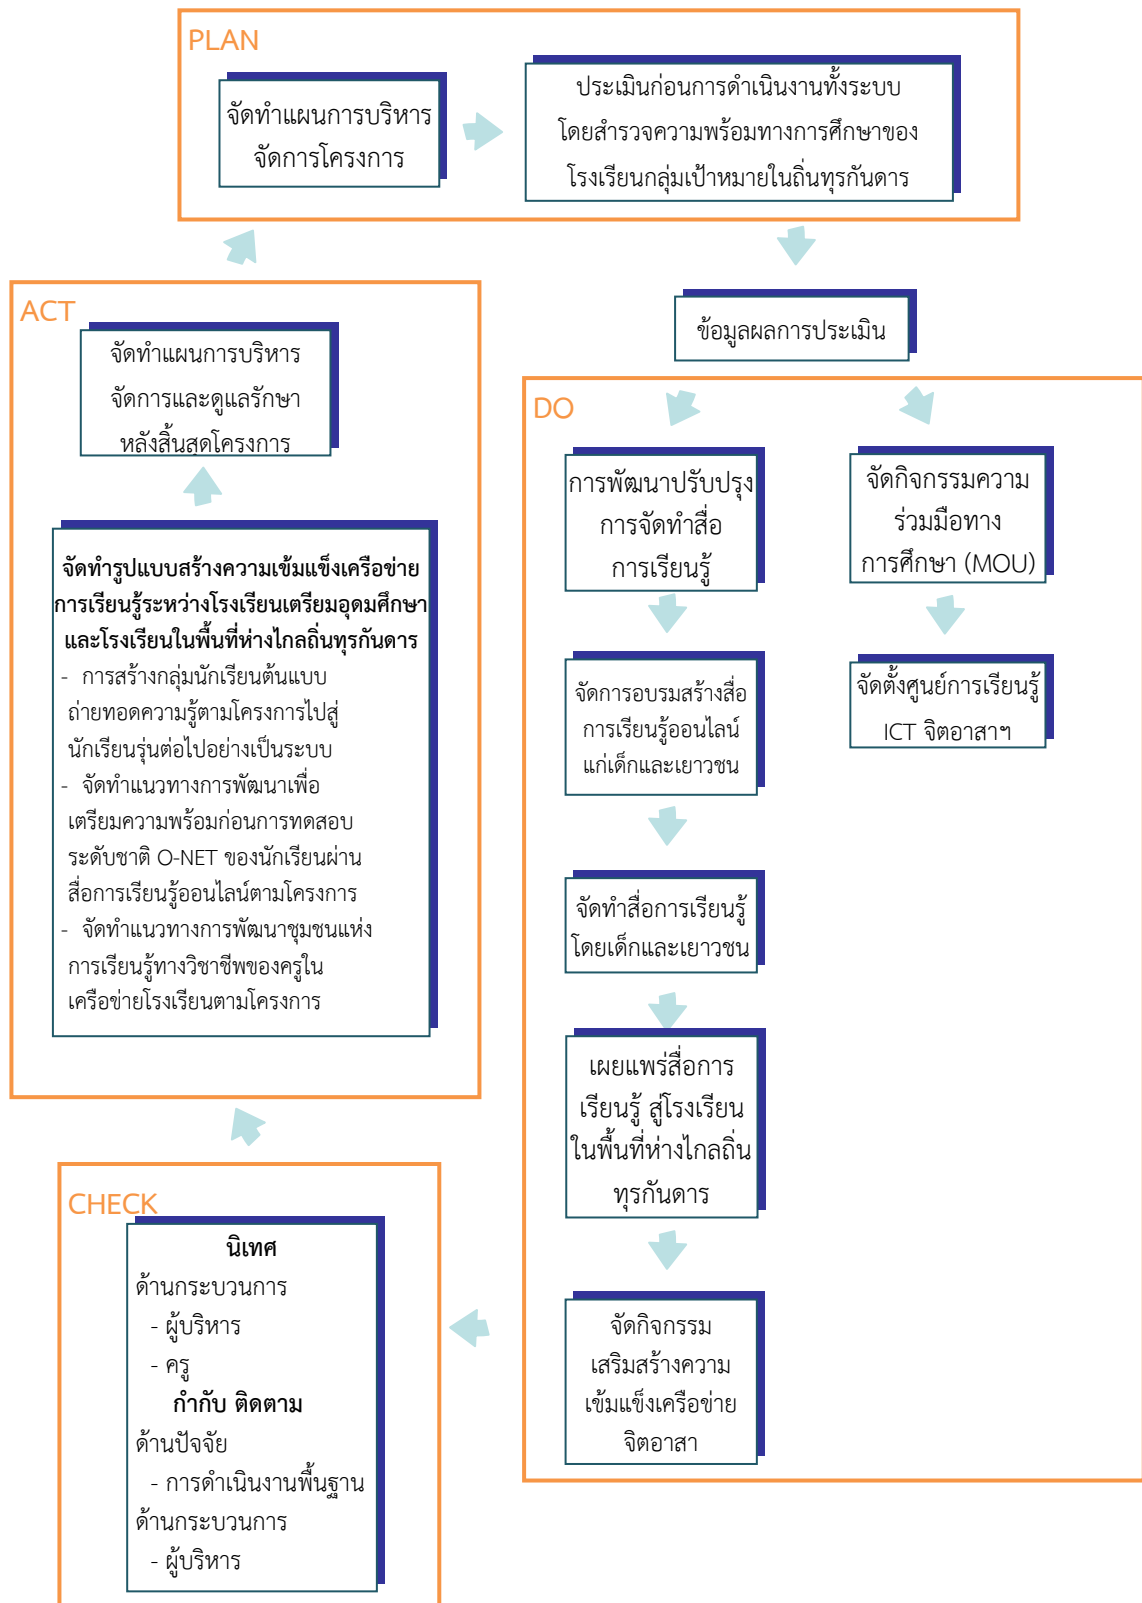 PLAN
จัดทำแผนการบริหาร
จัดการโครงการ
ประเมินก่อนการดำเนินงานทั้งระบบ
โดยสำรวจความพร้อมทางการศึกษาของ
โรงเรียนกลุ่มเป้าหมายในถิ่นทุรกันดาร
ข้อมูลผลการประเมิน
DO
การพัฒนาปรับปรุง
การจัดทำสื่อ
การเรียนรู้
จัดกิจกรรมความ
ร่วมมือทาง
การศึกษา (MOU)
จัดการอบรมสร้างสื่อ
การเรียนรู้ออนไลน์
แก่เด็กและเยาวชน
จัดตั้งศูนย์การเรียนรู้
ICT จิตอาสาฯ
จัดทำสื่อการเรียนรู้
โดยเด็กและเยาวชน
เผยแพร่สื่อการ
เรียนรู้ สู่โรงเรียน
ในพื้นที่ห่างไกลถิ่น
ทุรกันดาร
จัดกิจกรรม
เสริมสร้างความ
เข้มแข็งเครือข่าย
จิตอาสา
CHECK
นิเทศ
ด้านกระบวนการ
- ผู้บริหาร
- ครู
กำกับ ติดตาม
ด้านปัจจัย
- การดำเนินงานพื้นฐาน
ด้านกระบวนการ
- ผู้บริหาร
ACT
จัดทำแผนการบริหาร
จัดการและดูแลรักษา
หลังสิ้นสุดโครงการ
จัดทำรูปแบบสร้างความเข้มแข็งเครือข่าย
การเรียนรู้ระหว่างโรงเรียนเตรียมอุดมศึกษา
และโรงเรียนในพื้นที่ห่างไกลถิ่นทุรกันดาร
- การสร้างกลุ่มนักเรียนต้นแบบ
ถ่ายทอดความรู้ตามโครงการไปสู่
นักเรียนรุ่นต่อไปอย่างเป็นระบบ
- จัดทำแนวทางการพัฒนาเพื่อ
เตรียมความพร้อมก่อนการทดสอบ
ระดับชาติ O-NET ของนักเรียนผ่าน
สื่อการเรียนรู้ออนไลน์ตามโครงการ
- จัดทำแนวทางการพัฒนาชุมชนแห่ง
การเรียนรู้ทางวิชาชีพของครูใน
เครือข่ายโรงเรียนตามโครงการ